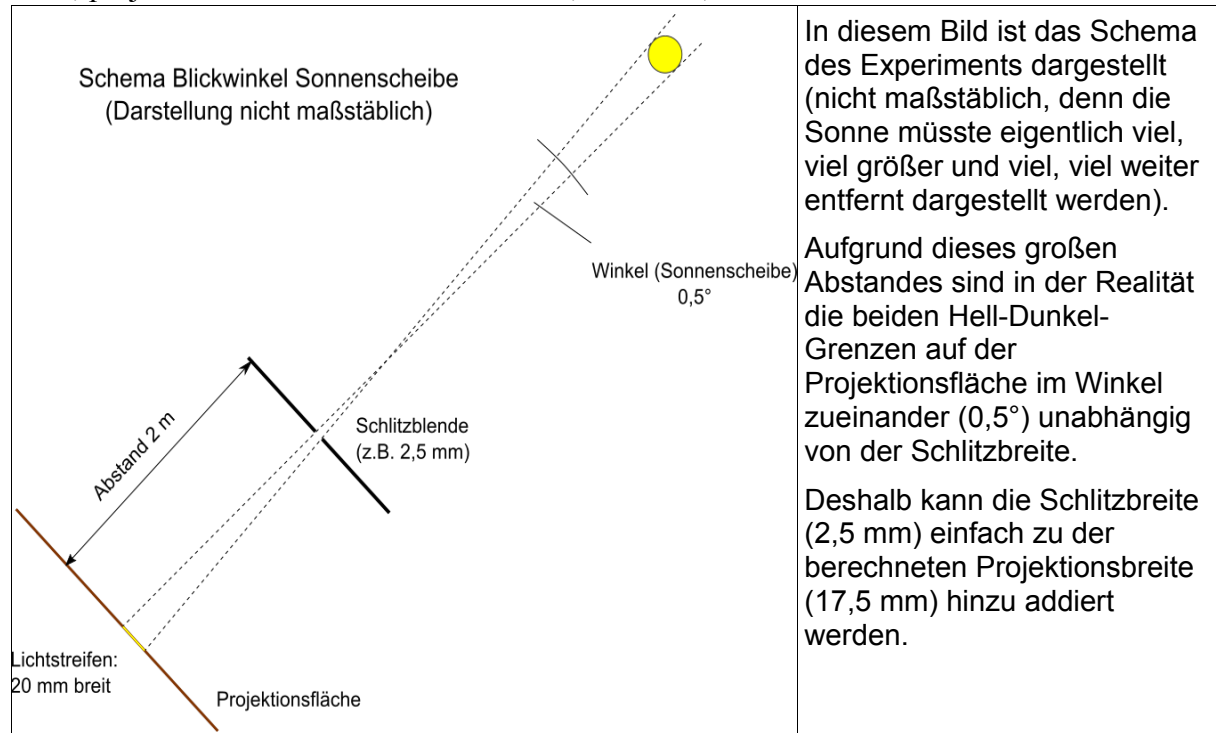 Schema Blickwinkel Sonnenscheibe
(Darstellung nicht maßstäblich)
Winkel (Sonnenscheibe)
0,5°
Abstand 2 m
Schlitzblende
(z.B. 2,5 mm)
Lichtstreifen:
20 mm breit
Projektionsfläche
In diesem Bild ist das Schema
des Experiments dargestellt
(nicht maßstäblich, denn die
Sonne müsste eigentlich viel,
viel größer und viel, viel weiter
entfernt dargestellt werden).
Aufgrund dieses großen
Abstandes sind in der Realität
die beiden Hell-Dunkel-
Grenzen auf der
Projektionsfläche im Winkel
zueinander (0,5°) unabhängig
von der Schlitzbreite.
Deshalb kann die Schlitzbreite
(2,5 mm) einfach zu der
berechneten Projektionsbreite
(17,5 mm) hinzu addiert
werden.